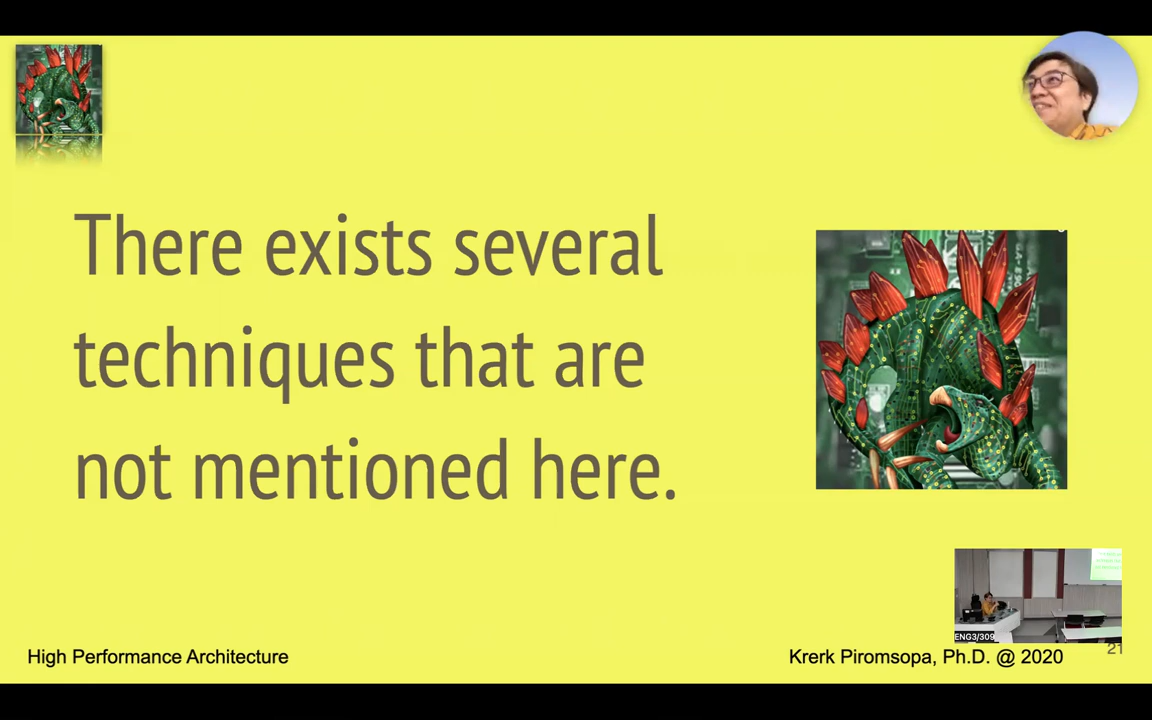 There exists several
techniques that are
not mentioned here.
ENG3/309
High Performance Architecture
Krerk Piromsopa, Ph.D. @ 2020
21